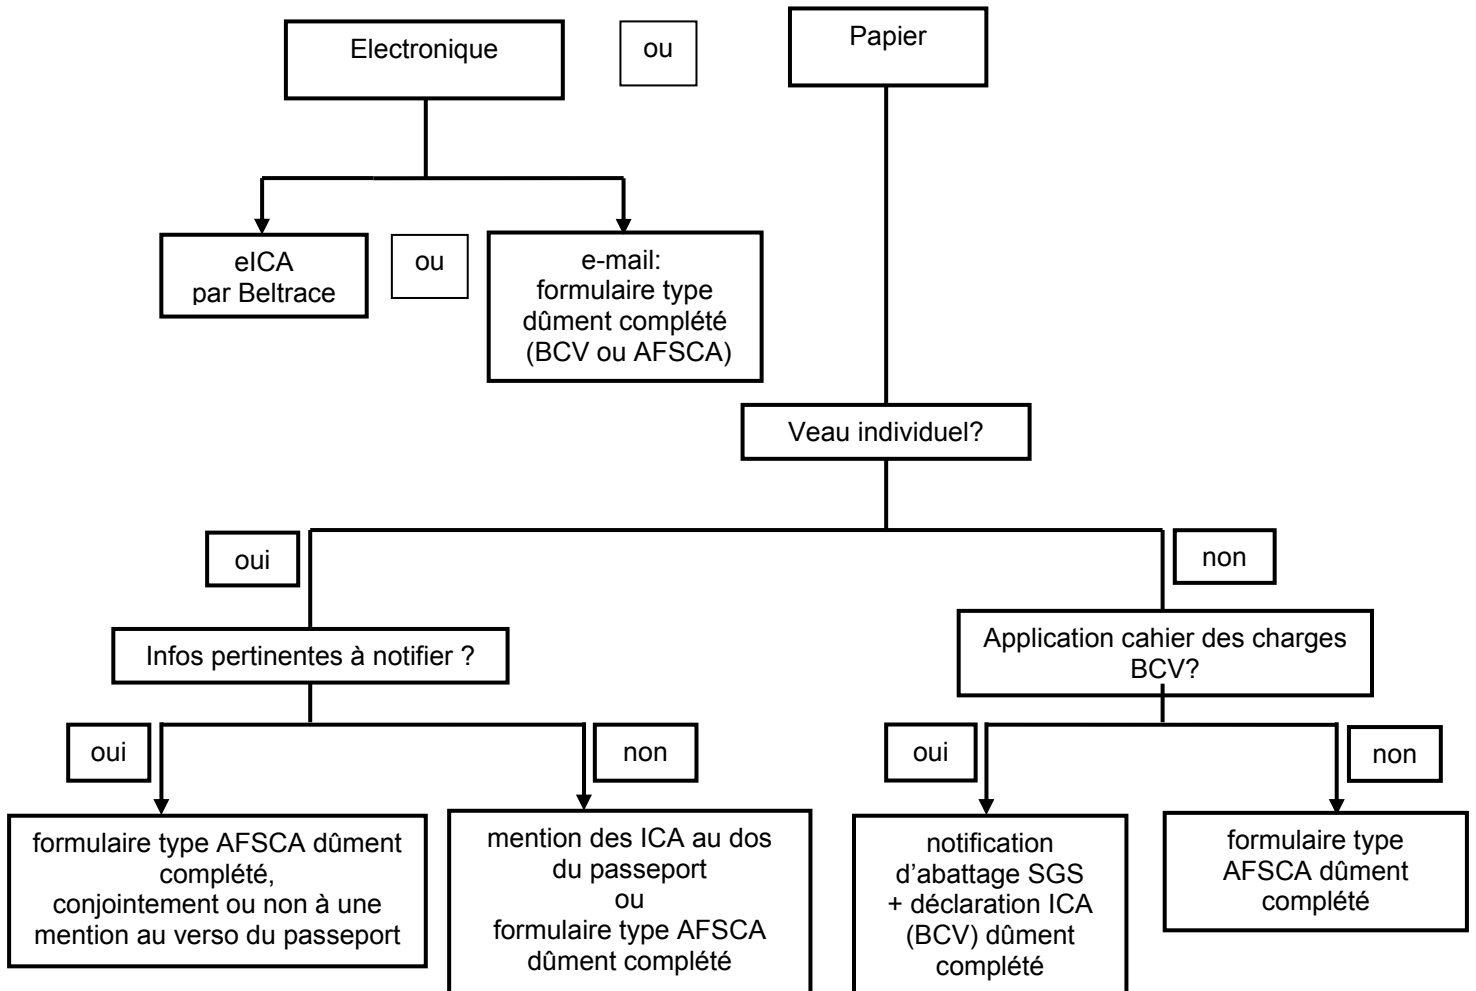 Electronique
ou
Papier
eICA
par Beltrace
ou
e-mail:
formulaire type
dûment complété
(BCV ou AFSCA)
Veau individuel?
oui
non
Infos pertinentes à notifier ?
Application cahier des charges
BCV?
oui
non
oui
non
formulaire type AFSCA dûment
complété,
conjointement ou non à une
mention au verso du passeport
mention des ICA au dos
du passeport
ou
formulaire type AFSCA
dûment complété
notification
d’abattage SGS
+ déclaration ICA
(BCV) dûment
complété
formulaire type
AFSCA dûment
complété